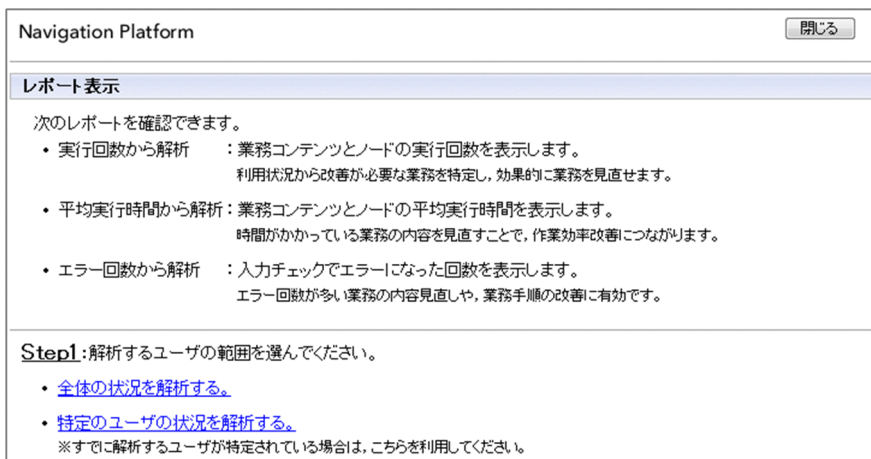 Navigation Platform 閉じる
レポート表示
次のレポートを確認できます。
• 実行回数から解析 ：業務コンテンツとノードの実行回数を表示します。
利用状況から改善が必要な業務を特定し，効果的に業務を見直せます。
• 平均実行時間から解析：業務コンテンツとノードの平均実行時間を表示します。
時間がかかっている業務の内容を見直すことで，作業効率改善につながります。
• エラー回数から解析 ：入力チェックでエラーになった回数を表示します。
エラー回数が多い業務の内容見直しや，業務手順の改善に有効です。
Step1：解析するユーザの範囲を選んでください。
• 全体の状況を解析する。
• 特定のユーザの状況を解析する。
※すでに解析するユーザが特定されている場合は，こちらを利用してください。